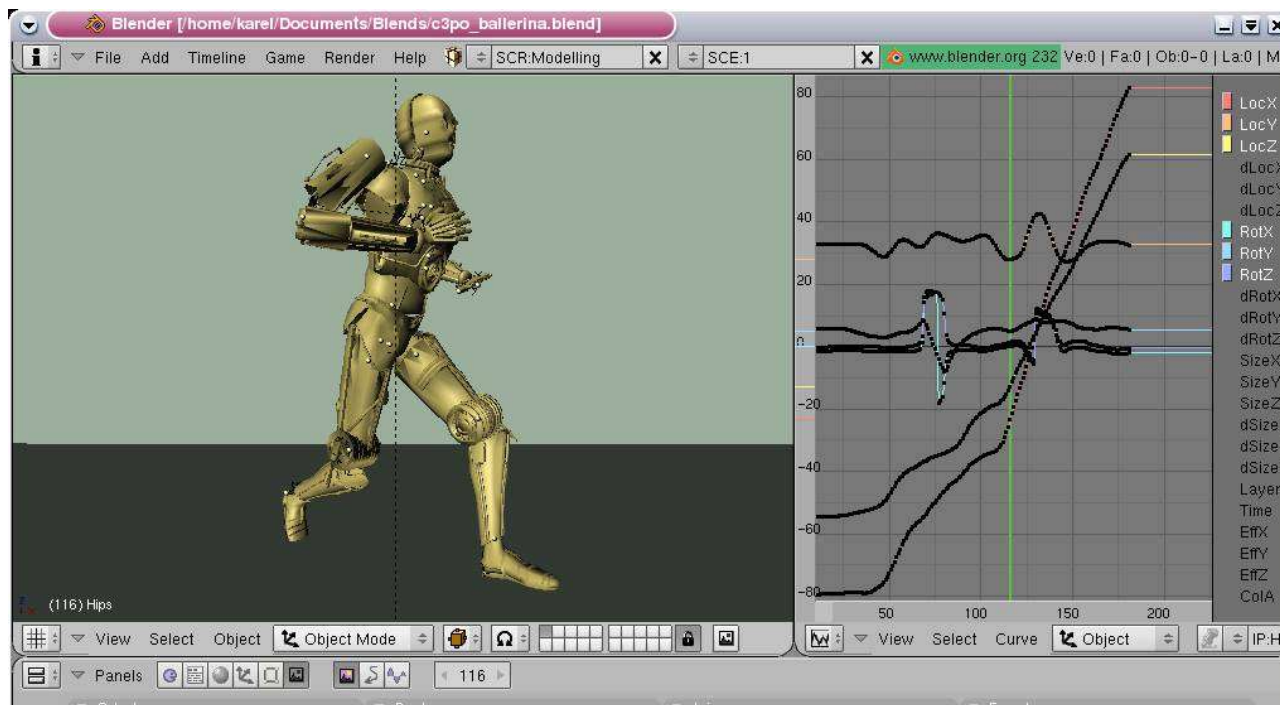 Blender [/home/karel/Documents/Blends/c3po_ballerina.blend]
File Add Timeline Game Render Help SCR:Modelling SCE:1 www.blender.org 232 Ve:0 | Fa:0 | Ob:0-0 | La:0 | M
80
60
40
20
0
-20
-40
-60
-80
50 100 150 200
LocX
LocY
LocZ
dLocX
dLocY
dLocZ
RotX
RotY
RotZ
dRotX
dRotY
dRotZ
SizeX
SizeY
SizeZ
dSize
dSize
dSize
Layer
Time
EffX
EffY
EffZ
ColA
(116) Hips
View Select Object Object Mode
View Select Curve Object IP:H
Panels 116